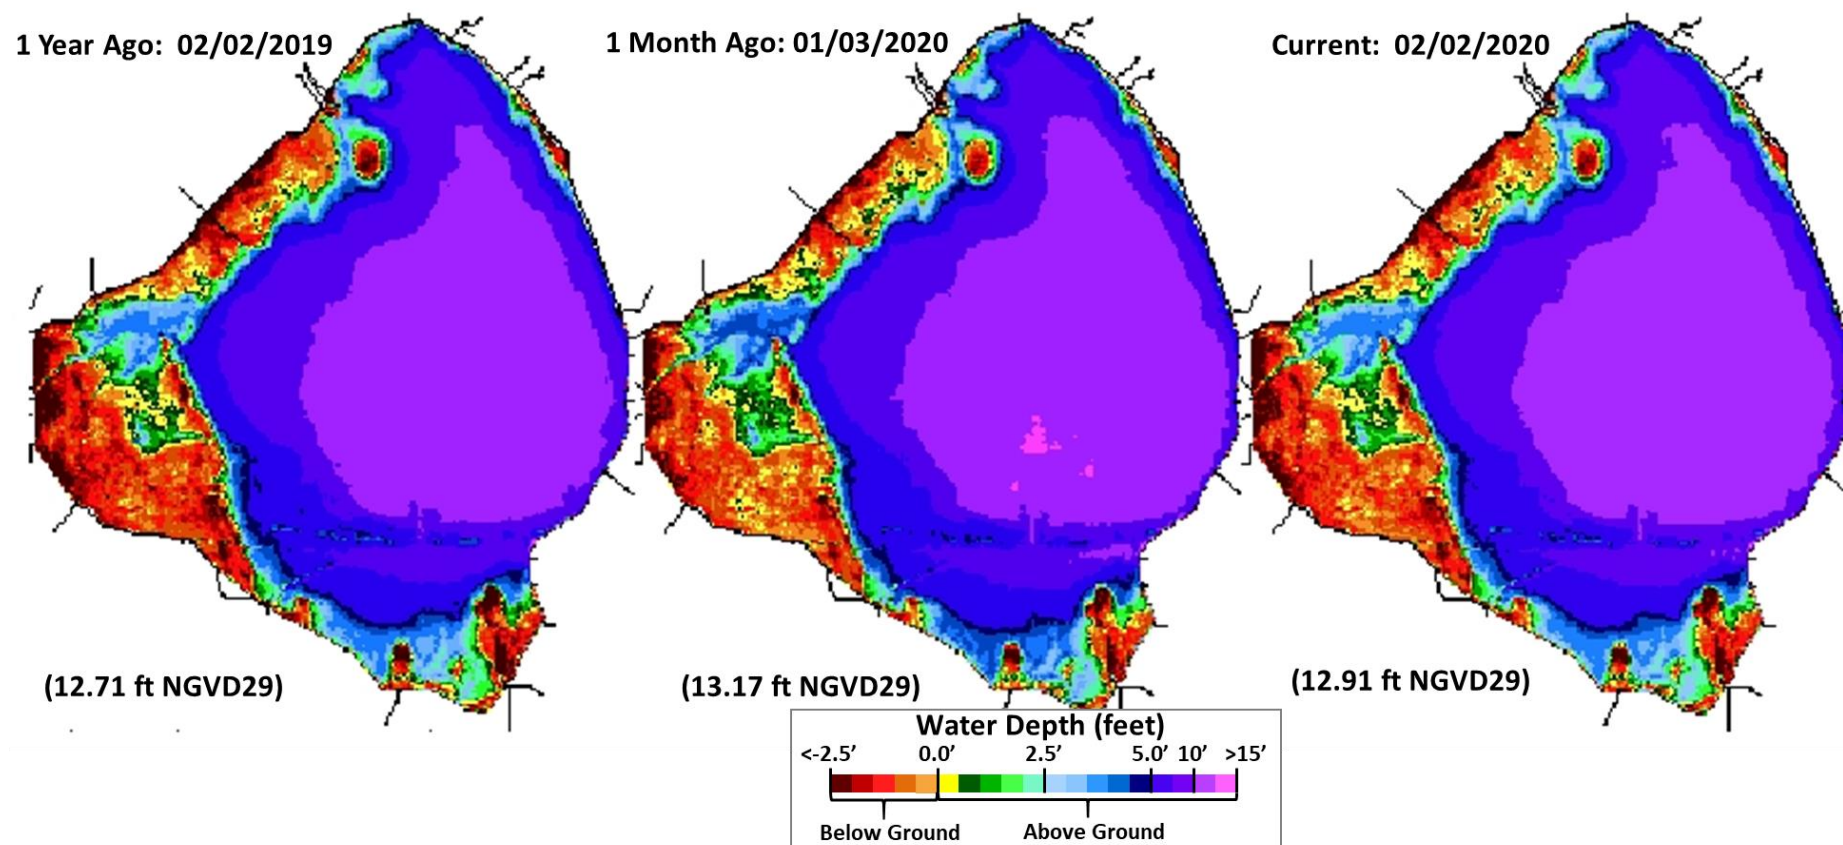 1 Year Ago:  02/02/2019
1 Month Ago: 01/03/2020
Current:  02/02/2020
(12.71 ft NGVD29)
(13.17 ft NGVD29)
(12.91 ft NGVD29)
Water Depth (feet)
<-2.5’ 0.0’ 2.5’ 5.0’ 10’ >15’
Below Ground Above Ground